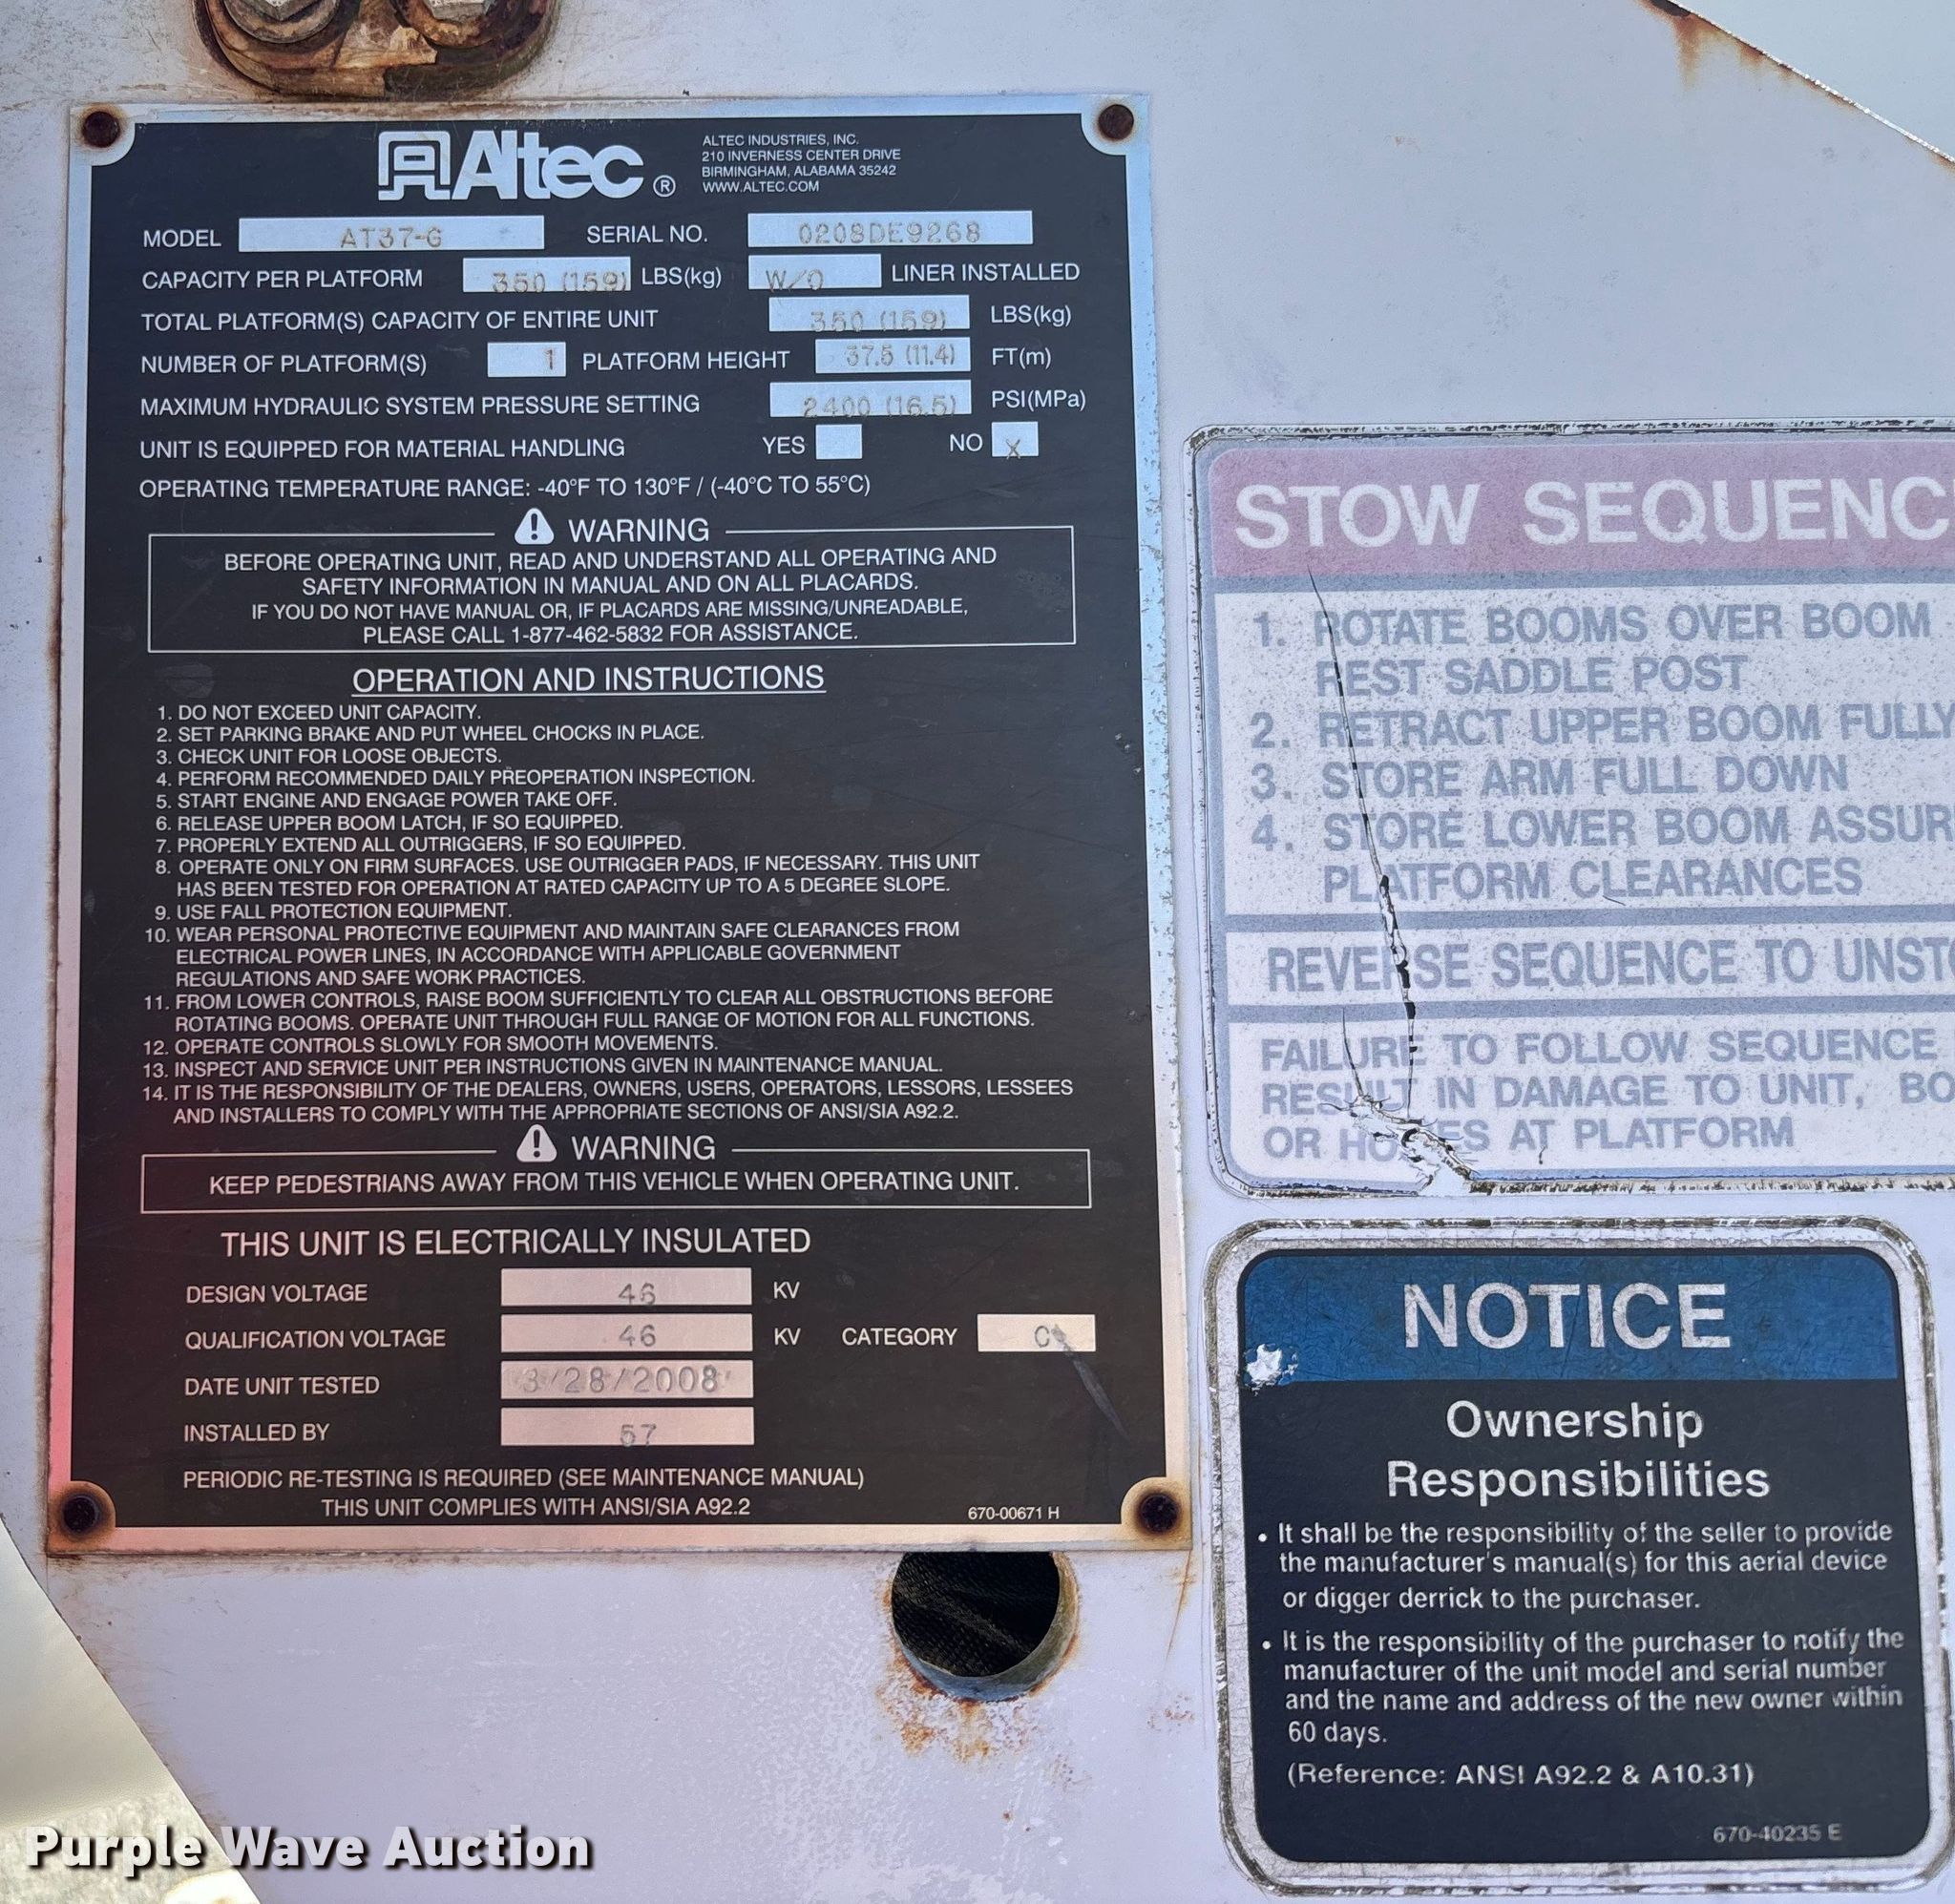 Altec®
ALTEC INDUSTRIES, INC.
210 INVERNESS CENTER DRIVE
BIRMINGHAM, ALABAMA 35242
WWW.ALTEC.COM
MODEL AT37-G SERIAL NO. 0208DE9268
CAPACITY PER PLATFORM 350 (159) LBS(kg) W/O LINER INSTALLED
TOTAL PLATFORM(S) CAPACITY OF ENTIRE UNIT 350 (159) LBS(kg)
NUMBER OF PLATFORM(S) 1 PLATFORM HEIGHT 37.5 (11.4) FT(m)
MAXIMUM HYDRAULIC SYSTEM PRESSURE SETTING 2400 (16.5) PSI(MPa)
UNIT IS EQUIPPED FOR MATERIAL HANDLING YES NO X
OPERATING TEMPERATURE RANGE: -40°F TO 130°F / (-40°C TO 55°C)
WARNING
BEFORE OPERATING UNIT, READ AND UNDERSTAND ALL OPERATING AND
SAFETY INFORMATION IN MANUAL AND ON ALL PLACARDS.
IF YOU DO NOT HAVE MANUAL OR, IF PLACARDS ARE MISSING/UNREADABLE,
PLEASE CALL 1-877-462-5832 FOR ASSISTANCE.
OPERATION AND INSTRUCTIONS
1. DO NOT EXCEED UNIT CAPACITY.
2. SET PARKING BRAKE AND PUT WHEEL CHOCKS IN PLACE.
3. CHECK UNIT FOR LOOSE OBJECTS.
4. PERFORM RECOMMENDED DAILY PREOPERATION INSPECTION.
5. START ENGINE AND ENGAGE POWER TAKE OFF.
6. RELEASE UPPER BOOM LATCH, IF SO EQUIPPED.
7. PROPERLY EXTEND ALL OUTRIGGERS, IF SO EQUIPPED.
8. OPERATE ONLY ON FIRM SURFACES. USE OUTRIGGER PADS, IF NECESSARY. THIS UNIT
HAS BEEN TESTED FOR OPERATION AT RATED CAPACITY UP TO A 5 DEGREE SLOPE.
9. USE FALL PROTECTION EQUIPMENT.
10. WEAR PERSONAL PROTECTIVE EQUIPMENT AND MAINTAIN SAFE CLEARANCES FROM
ELECTRICAL POWER LINES, IN ACCORDANCE WITH APPLICABLE GOVERNMENT
REGULATIONS AND SAFE WORK PRACTICES.
11. FROM LOWER CONTROLS, RAISE BOOM SUFFICIENTLY TO CLEAR ALL OBSTRUCTIONS BEFORE
ROTATING BOOMS. OPERATE UNIT THROUGH FULL RANGE OF MOTION FOR ALL FUNCTIONS.
12. OPERATE CONTROLS SLOWLY FOR SMOOTH MOVEMENTS.
13. INSPECT AND SERVICE UNIT PER INSTRUCTIONS GIVEN IN MAINTENANCE MANUAL.
14. IT IS THE RESPONSIBILITY OF THE DEALERS, OWNERS, USERS, OPERATORS, LESSORS, LESSEES
AND INSTALLERS TO COMPLY WITH THE APPROPRIATE SECTIONS OF ANSI/SIA A92.2.
WARNING
KEEP PEDESTRIANS AWAY FROM THIS VEHICLE WHEN OPERATING UNIT.
THIS UNIT IS ELECTRICALLY INSULATED
DESIGN VOLTAGE 46 KV
QUALIFICATION VOLTAGE 46 KV CATEGORY C
DATE UNIT TESTED 3/28/2008
INSTALLED BY 57
PERIODIC RE-TESTING IS REQUIRED (SEE MAINTENANCE MANUAL)
THIS UNIT COMPLIES WITH ANSI/SIA A92.2
670-00671 H
STOW SEQUENC
1. ROTATE BOOMS OVER BOOM
REST SADDLE POST
2. RETRACT UPPER BOOM FULLY
3. STORE ARM FULL DOWN
4. STORE LOWER BOOM ASSUR
PLATFORM CLEARANCES
REVERSE SEQUENCE TO UNSTO
FAILURE TO FOLLOW SEQUENCE
RESULT IN DAMAGE TO UNIT, BO
OR HOSES AT PLATFORM
NOTICE
Ownership
Responsibilities
• It shall be the responsibility of the seller to provide
the manufacturer's manual(s) for this aerial device
or digger derrick to the purchaser.
• It is the responsibility of the purchaser to notify the
manufacturer of the unit model and serial number
and the name and address of the new owner within
60 days.
(Reference: ANSI A92.2 & A10.31)
670-40235 E
Purple Wave Auction